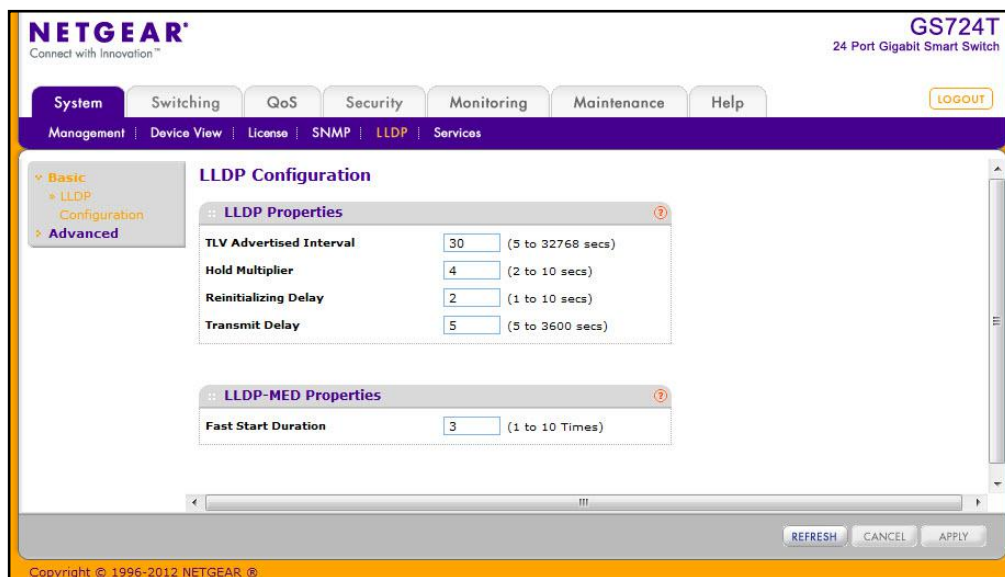 NETGEAR®
Connect with Innovation™
GS724T
24 Port Gigabit Smart Switch
System Switching QoS Security Monitoring Maintenance Help LOGOUT
Management Device View License SNMP LLDP Services
Basic
LLDP
Configuration
Advanced
LLDP Configuration
LLDP Properties ?
TLV Advertised Interval 30 (5 to 32768 secs)
Hold Multiplier 4 (2 to 10 secs)
Reinitializing Delay 2 (1 to 10 secs)
Transmit Delay 5 (5 to 3600 secs)
LLDP-MED Properties ?
Fast Start Duration 3 (1 to 10 Times)
REFRESH CANCEL APPLY
Copyright © 1996-2012 NETGEAR ®